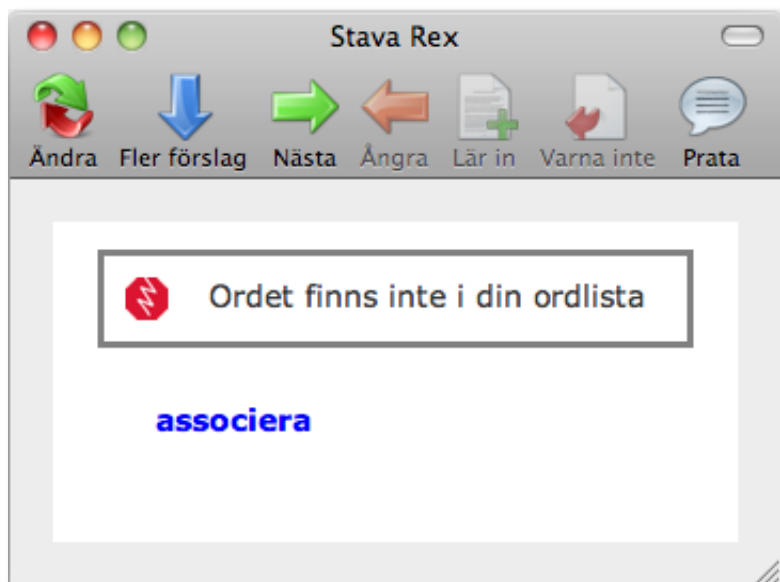 Stava Rex
Ändra Fler förslag Nästa Ångra Lär in Varna inte Prata
Ordet finns inte i din ordlista
associera